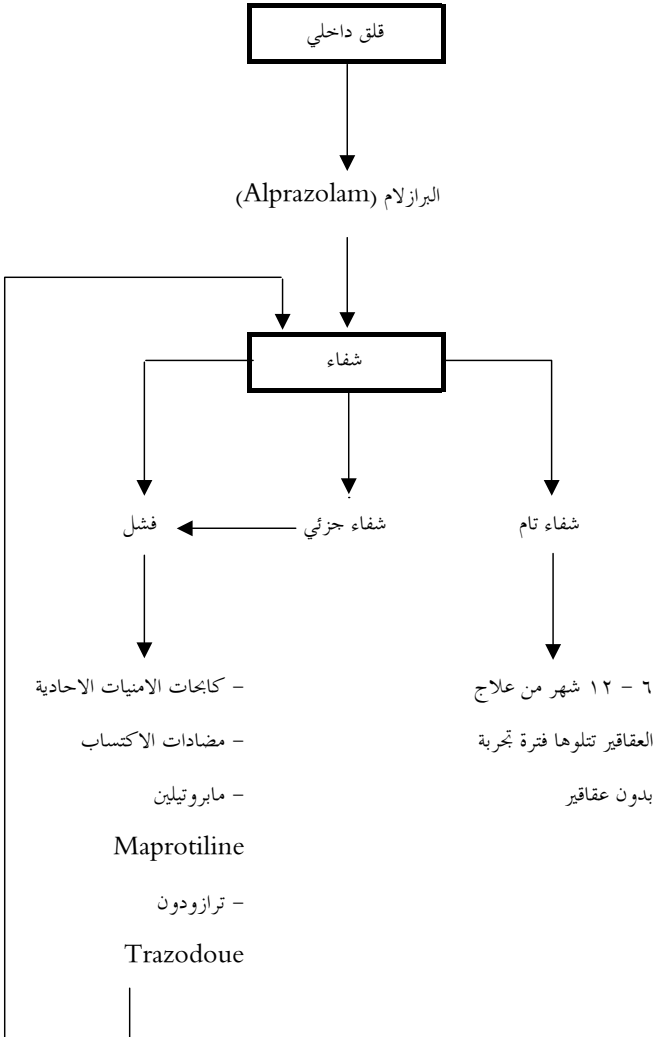 قلق داخلي
البرازلام (Alprazolam)
شفاء
شفاء تام
شفاء جزئي
فشل
٦ – ١٢ شهر من علاج
العقاقير تتلوها فترة تجربة
بدون عقاقير
– كابحات الامنيات الاحادية
– مضادات الاكتساب
– مابروتيلين
Maprotiline
– ترازودون
Trazodoue